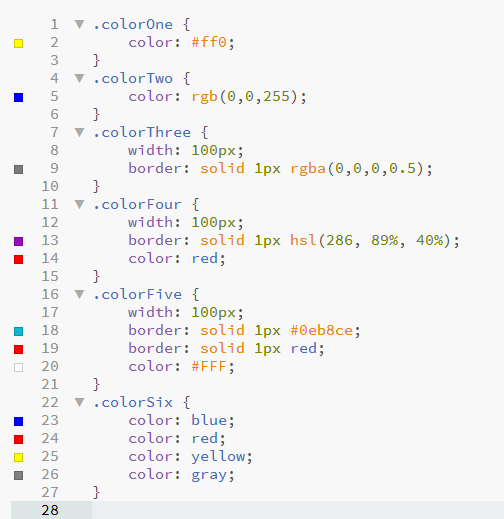 1 ▼ .colorOne {
2 color: #ff0;
3 }
4 ▼ .colorTwo {
5 color: rgb(0,0,255);
6 }
7 ▼ .colorThree {
8 width: 100px;
9 border: solid 1px rgba(0,0,0,0.5);
10 }
11 ▼ .colorFour {
12 width: 100px;
13 border: solid 1px hsl(286, 89%, 40%);
14 color: red;
15 }
16 ▼ .colorFive {
17 width: 100px;
18 border: solid 1px #0eb8ce;
19 border: solid 1px red;
20 color: #FFF;
21 }
22 ▼ .colorSix {
23 color: blue;
24 color: red;
25 color: yellow;
26 color: gray;
27 }
28